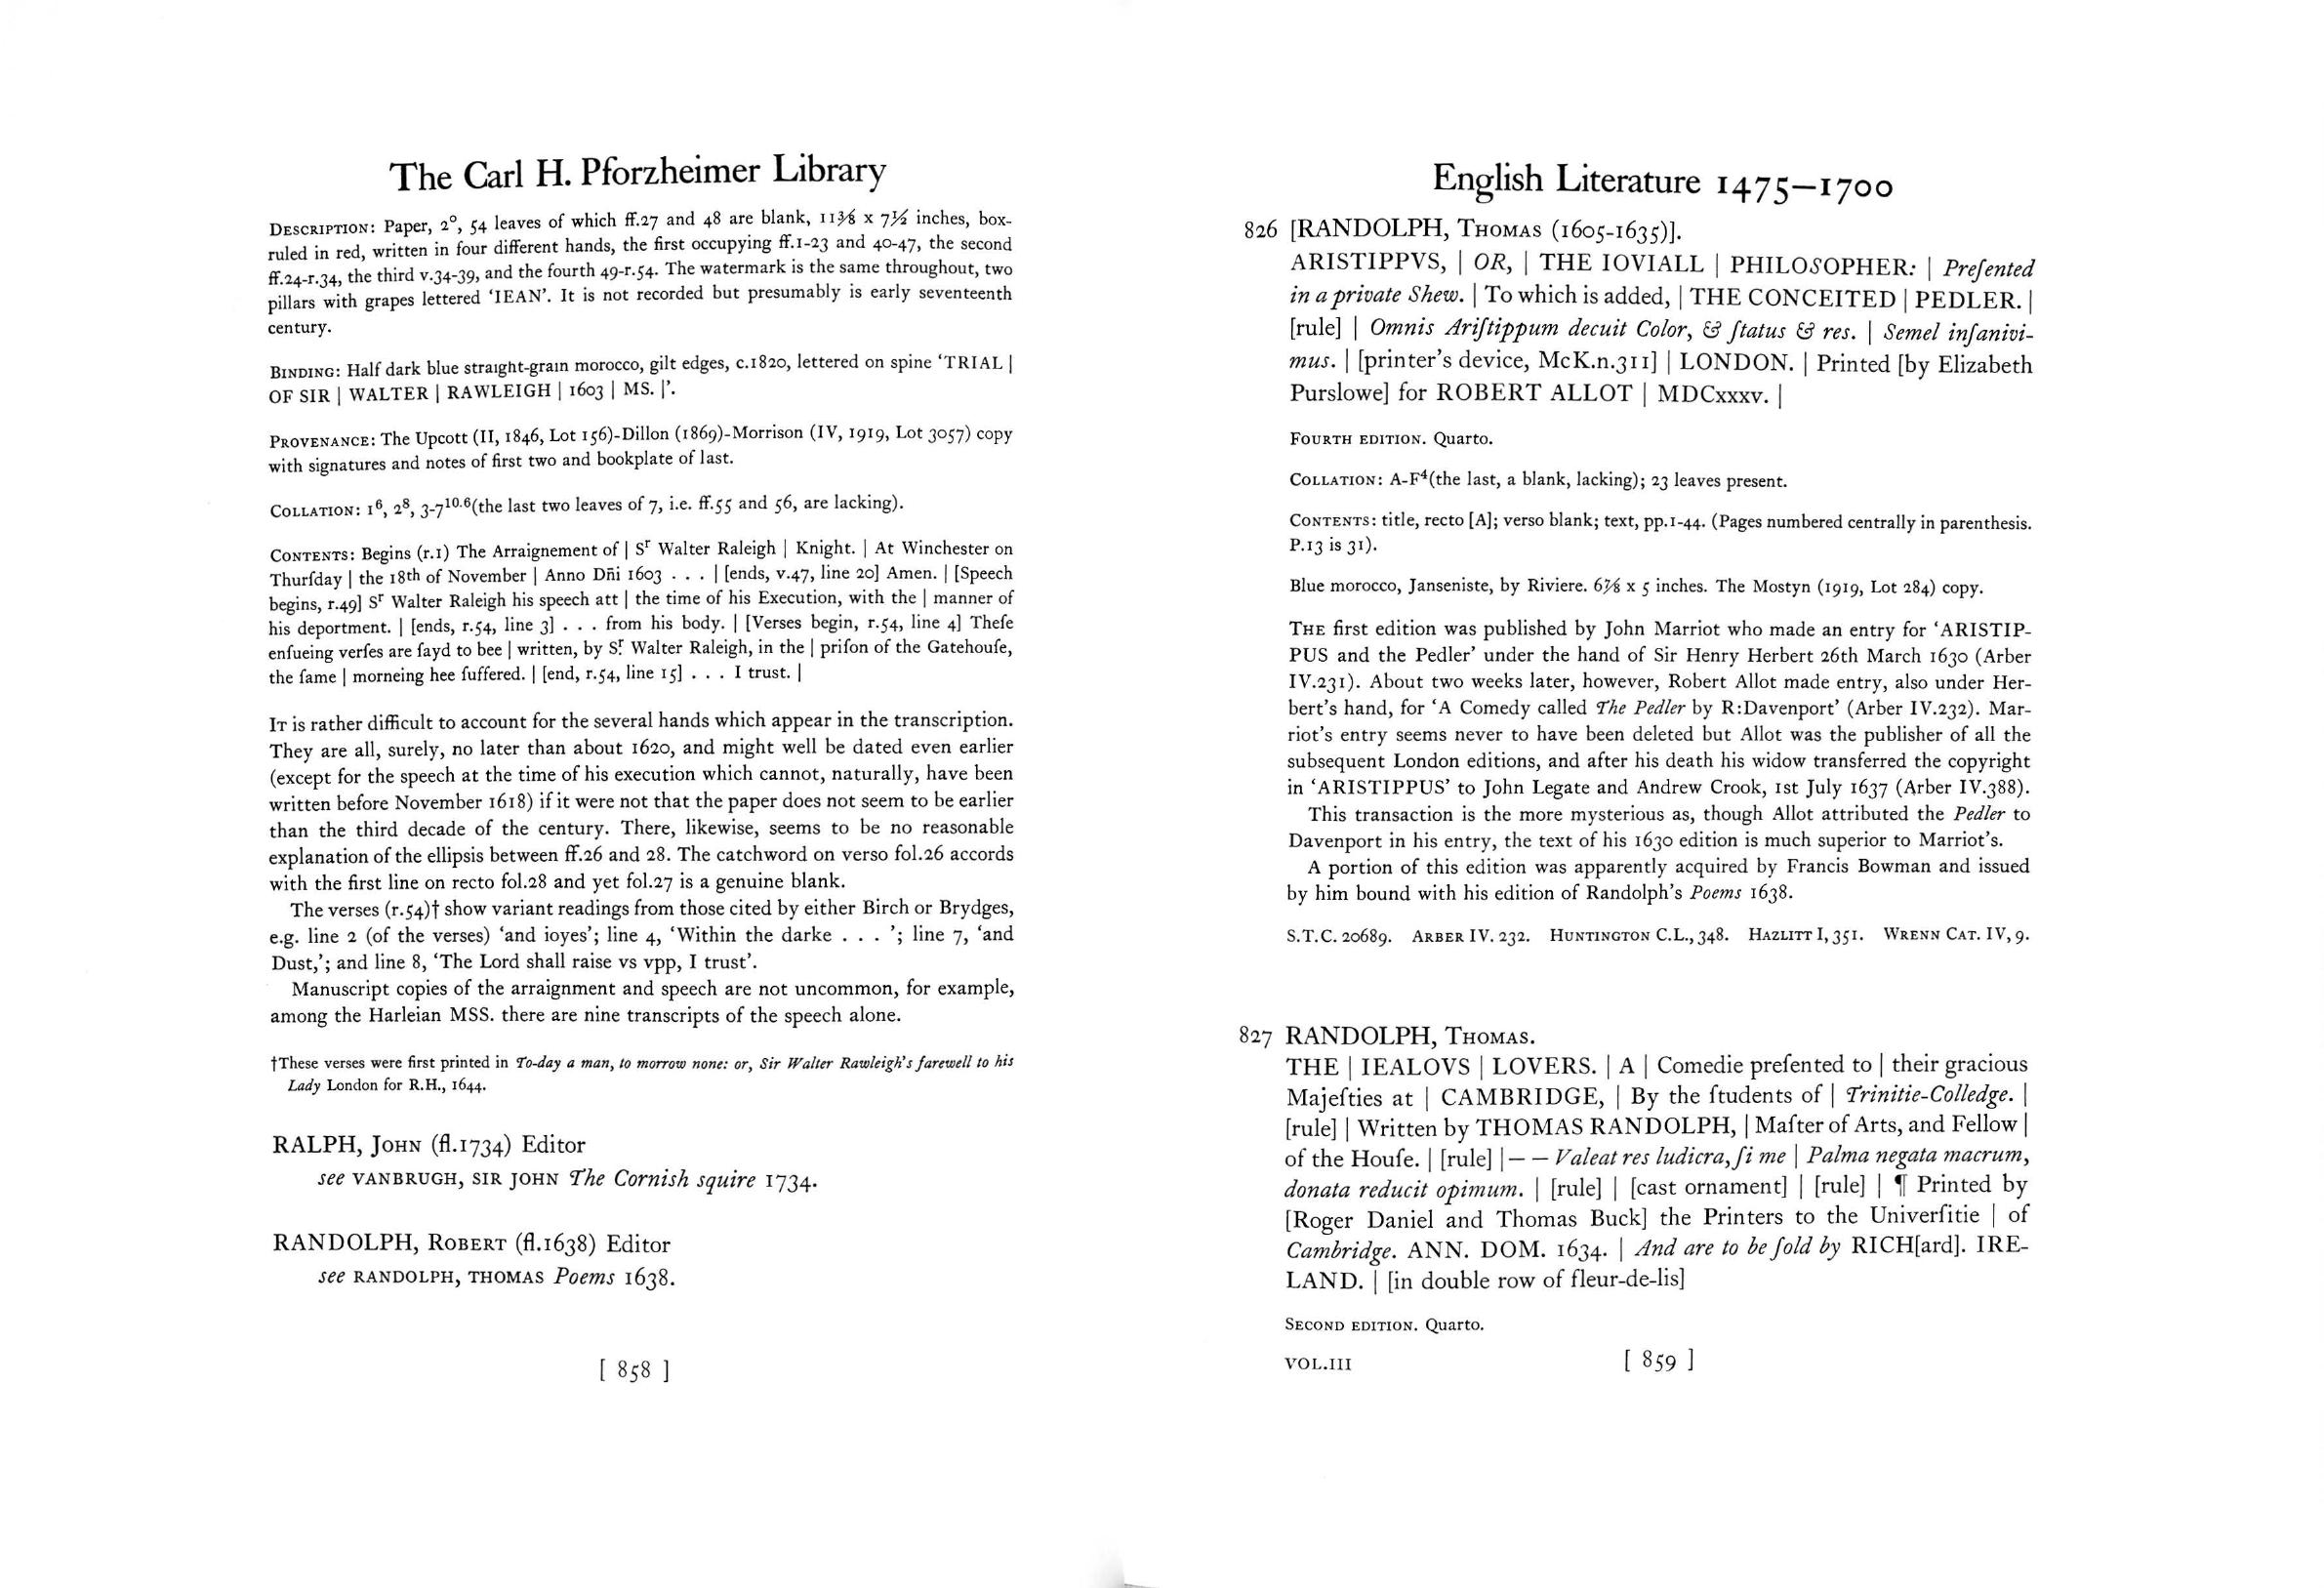 The Carl H. Pforzheimer Library
DESCRIPTION: Paper, 2°, 54 leaves of which ff.27 and 48 are blank, 11⅜ x 7½ inches, box-
ruled in red, written in four different hands, the first occupying ff.1-23 and 40-47, the second
ff.24-r.34, the third v.34-39, and the fourth 49-r.54. The watermark is the same throughout, two
pillars with grapes lettered ‘IEAN’. It is not recorded but presumably is early seventeenth
century.
BINDING: Half dark blue straight-grain morocco, gilt edges, c.1820, lettered on spine ‘TRIAL |
OF SIR | WALTER | RAWLEIGH | 1603 | MS. |’.
PROVENANCE: The Upcott (II, 1846, Lot 156)-Dillon (1869)-Morrison (IV, 1919, Lot 3057) copy
with signatures and notes of first two and bookplate of last.
COLLATION: 1⁶, 2⁸, 3-7¹⁰·⁶(the last two leaves of 7, i.e. ff.55 and 56, are lacking).
CONTENTS: Begins (r.1) The Arraignement of | Sʳ Walter Raleigh | Knight. | At Winchester on
Thurſday | the 18th of November | Anno Dñi 1603 . . . | [ends, v.47, line 20] Amen. | [Speech
begins, r.49] Sʳ Walter Raleigh his speech att | the time of his Execution, with the | manner of
his deportment. | [ends, r.54, line 3] . . . from his body. | [Verses begin, r.54, line 4] Theſe
enſueing verſes are ſayd to bee | written, by Sʳ. Walter Raleigh, in the | priſon of the Gatehouſe,
the ſame | morneing hee ſuffered. | [end, r.54, line 15] . . . I trust. |
IT is rather difficult to account for the several hands which appear in the transcription.
They are all, surely, no later than about 1620, and might well be dated even earlier
(except for the speech at the time of his execution which cannot, naturally, have been
written before November 1618) if it were not that the paper does not seem to be earlier
than the third decade of the century. There, likewise, seems to be no reasonable
explanation of the ellipsis between ff.26 and 28. The catchword on verso fol.26 accords
with the first line on recto fol.28 and yet fol.27 is a genuine blank.
The verses (r.54)† show variant readings from those cited by either Birch or Brydges,
e.g. line 2 (of the verses) ‘and ioyes’; line 4, ‘Within the darke . . . ’; line 7, ‘and
Dust,’; and line 8, ‘The Lord shall raise vs vpp, I trust’.
Manuscript copies of the arraignment and speech are not uncommon, for example,
among the Harleian MSS. there are nine transcripts of the speech alone.
†These verses were first printed in To-day a man, to morrow none: or, Sir Walter Rawleigh's farewell to his
Lady London for R.H., 1644.
RALPH, JOHN (fl.1734) Editor
see VANBRUGH, SIR JOHN The Cornish squire 1734.
RANDOLPH, ROBERT (fl.1638) Editor
see RANDOLPH, THOMAS Poems 1638.
[ 858 ]
English Literature 1475–1700
826 [RANDOLPH, THOMAS (1605-1635)].
ARISTIPPVS, | OR, | THE IOVIALL | PHILOSOPHER: | Preſented
in a private Shew. | To which is added, | THE CONCEITED | PEDLER. |
[rule] | Omnis Ariſtippum decuit Color, & ſtatus & res. | Semel inſanivi-
mus. | [printer's device, McK.n.311] | LONDON. | Printed [by Elizabeth
Purslowe] for ROBERT ALLOT | MDCxxxv. |
FOURTH EDITION. Quarto.
COLLATION: A-F⁴(the last, a blank, lacking); 23 leaves present.
CONTENTS: title, recto [A]; verso blank; text, pp.1-44. (Pages numbered centrally in parenthesis.
P.13 is 31).
Blue morocco, Janseniste, by Riviere. 6⅞ x 5 inches. The Mostyn (1919, Lot 284) copy.
THE first edition was published by John Marriot who made an entry for ‘ARISTIP-
PUS and the Pedler’ under the hand of Sir Henry Herbert 26th March 1630 (Arber
IV.231). About two weeks later, however, Robert Allot made entry, also under Her-
bert's hand, for ‘A Comedy called The Pedler by R:Davenport’ (Arber IV.232). Mar-
riot's entry seems never to have been deleted but Allot was the publisher of all the
subsequent London editions, and after his death his widow transferred the copyright
in ‘ARISTIPPUS’ to John Legate and Andrew Crook, 1st July 1637 (Arber IV.388).
This transaction is the more mysterious as, though Allot attributed the Pedler to
Davenport in his entry, the text of his 1630 edition is much superior to Marriot's.
A portion of this edition was apparently acquired by Francis Bowman and issued
by him bound with his edition of Randolph's Poems 1638.
S.T.C. 20689. ARBER IV. 232. HUNTINGTON C.L., 348. HAZLITT I, 351. WRENN CAT. IV, 9.
827 RANDOLPH, THOMAS.
THE | IEALOVS | LOVERS. | A | Comedie preſented to | their gracious
Majeſties at | CAMBRIDGE, | By the ſtudents of | Trinitie-Colledge. |
[rule] | Written by THOMAS RANDOLPH, | Maſter of Arts, and Fellow |
of the Houſe. | [rule] |— — Valeat res ludicra, ſi me | Palma negata macrum,
donata reducit opimum. | [rule] | [cast ornament] | [rule] | ¶ Printed by
[Roger Daniel and Thomas Buck] the Printers to the Univerſitie | of
Cambridge. ANN. DOM. 1634. | And are to be ſold by RICH[ard]. IRE-
LAND. | [in double row of fleur-de-lis]
SECOND EDITION. Quarto.
VOL.III
[ 859 ]